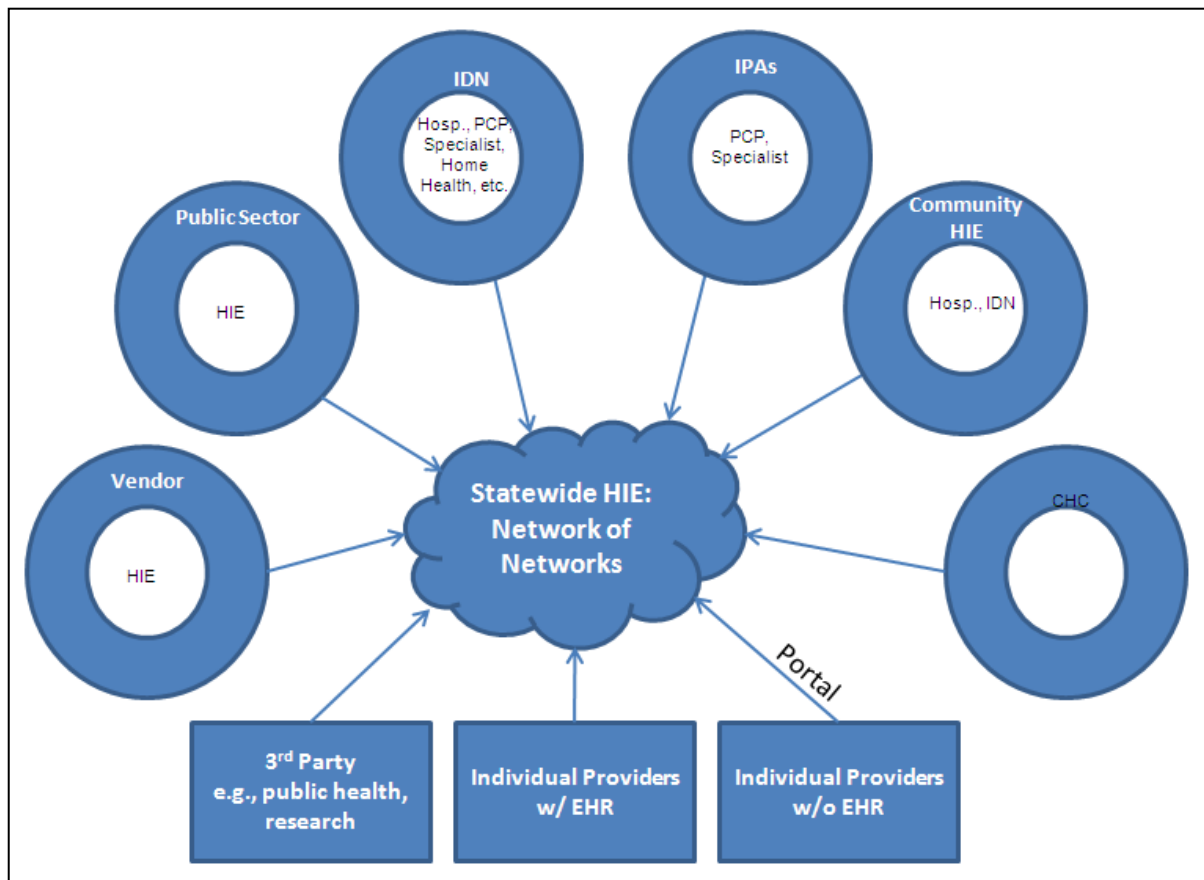 IDN
Hosp., PCP,
Specialist,
Home
Health, etc.
IPAs
PCP,
Specialist
Public Sector
HIE
Community
HIE
Hosp., IDN
Vendor
HIE
Statewide HIE:
Network of
Networks
CHC
Portal
3rd Party
e.g., public health,
research
Individual Providers
w/ EHR
Individual Providers
w/o EHR